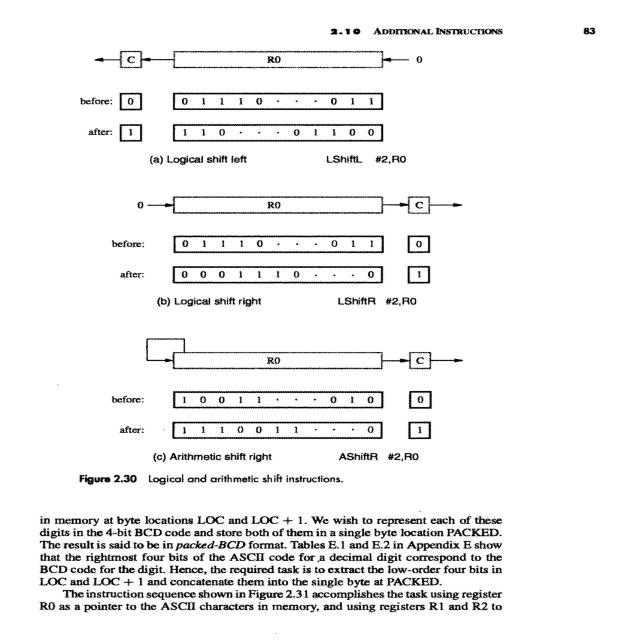 2.10 ADDITIONAL INSTRUCTIONS 83
C R0 0
before: 0 0 1 1 1 0 · · · 0 1 1
after: 1 1 1 0 · · · 0 1 1 0 0
(a) Logical shift left LShiftL #2,R0
0 R0 C
before: 0 1 1 1 0 · · · 0 1 1 0
after: 0 0 0 1 1 1 0 · · · 0 1
(b) Logical shift right LShiftR #2,R0
R0 C
before: 1 0 0 1 1 · · · 0 1 0 0
after: 1 1 1 0 0 1 1 · · · 0 1
(c) Arithmetic shift right AShiftR #2,R0
Figure 2.30 Logical and arithmetic shift instructions.
in memory at byte locations LOC and LOC + 1. We wish to represent each of these
digits in the 4-bit BCD code and store both of them in a single byte location PACKED.
The result is said to be in packed-BCD format. Tables E.1 and E.2 in Appendix E show
that the rightmost four bits of the ASCII code for a decimal digit correspond to the
BCD code for the digit. Hence, the required task is to extract the low-order four bits in
LOC and LOC + 1 and concatenate them into the single byte at PACKED.
The instruction sequence shown in Figure 2.31 accomplishes the task using register
R0 as a pointer to the ASCII characters in memory, and using registers R1 and R2 to